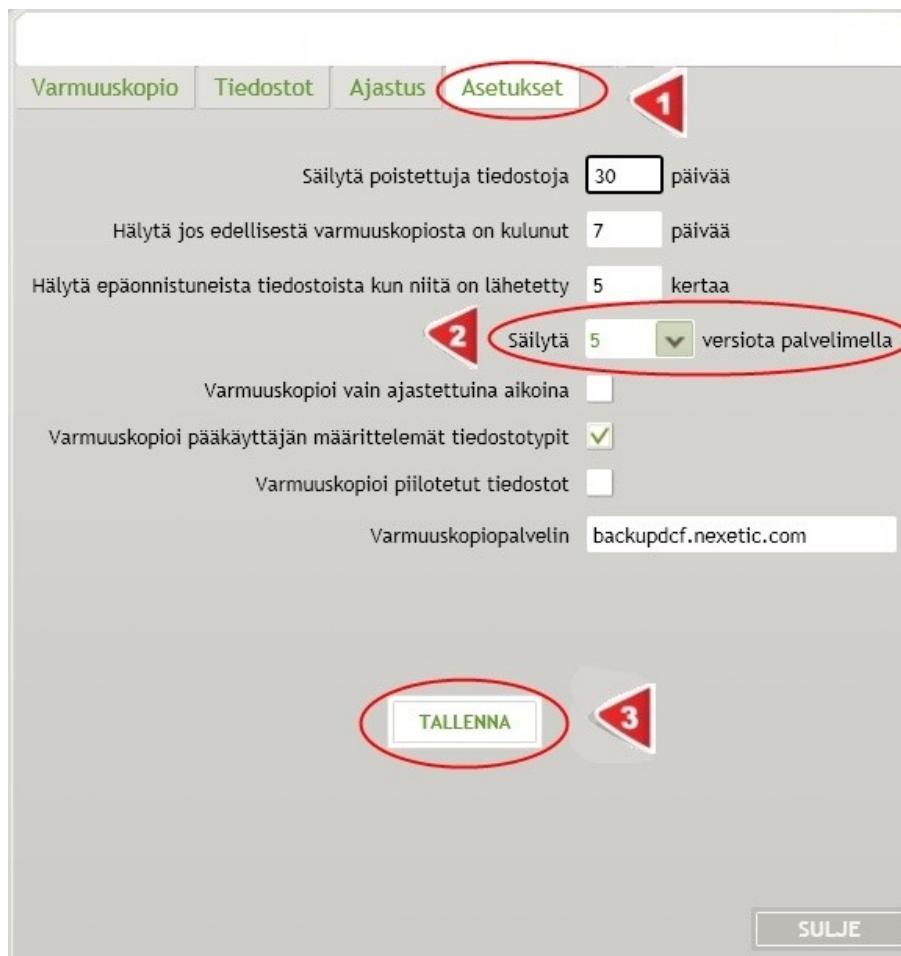 Varmuuskopio Tiedostot Ajastus Asetukset 1
Säilytä poistettuja tiedostoja 30 päivää
Hälytä jos edellisestä varmuuskopiosta on kulunut 7 päivää
Hälytä epäonnistuneista tiedostoista kun niitä on lähetetty 5 kertaa
2 Säilytä 5 versiota palvelimella
Varmuuskopioi vain ajastettuina aikoina
Varmuuskopioi pääkäyttäjän määrittelemät tiedostotypit
Varmuuskopioi piilotetut tiedostot
Varmuuskopiopalvelin backupdcf.nexetic.com
TALLENNA 3
SULJE